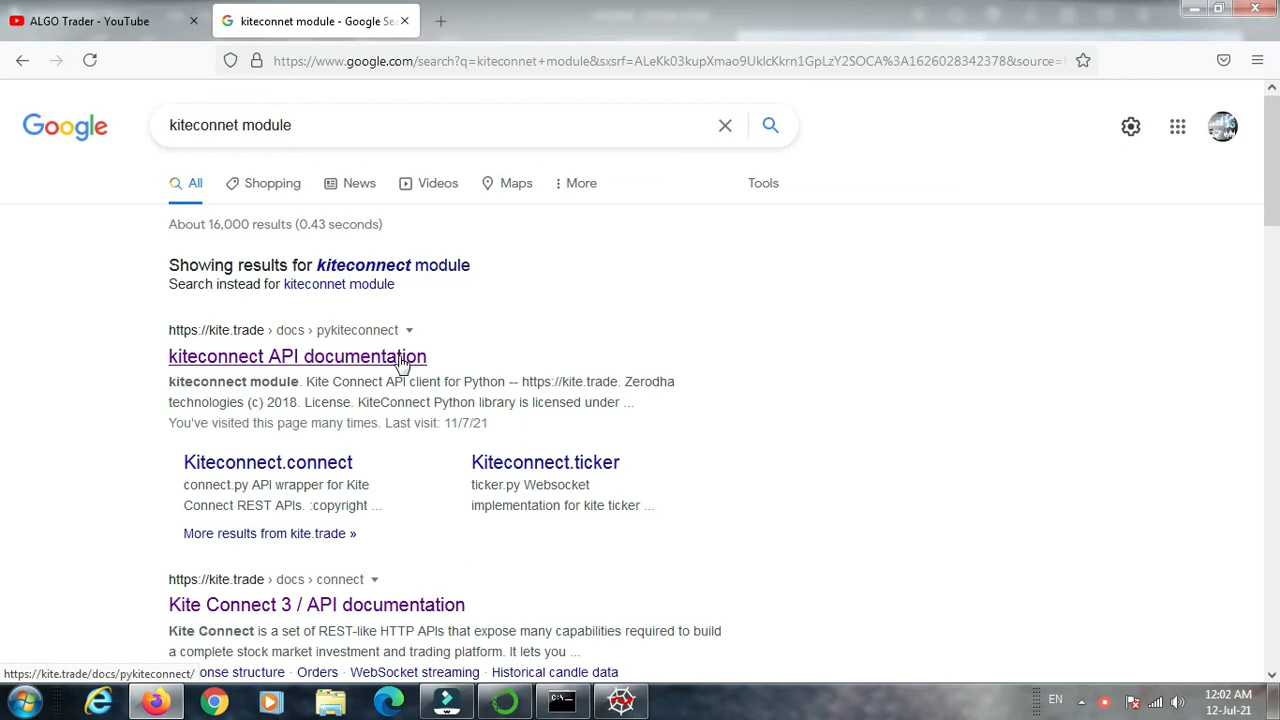 ALGO Trader - YouTube
kiteconnet module - Google Se
https://www.google.com/search?q=kiteconnet+module&sxsrf=ALeKk03kupXmao9UklcKkrn1GpLzY2SOCA%3A1626028342378&source=
Google
kiteconnet module
All
Shopping
News
Videos
Maps
More
Tools
About 16,000 results (0.43 seconds)
Showing results for kiteconnect module
Search instead for kiteconnet module
https://kite.trade › docs › pykiteconnect
kiteconnect API documentation
kiteconnect module. Kite Connect API client for Python -- https://kite.trade. Zerodha
technologies (c) 2018. License. KiteConnect Python library is licensed under ...
You've visited this page many times. Last visit: 11/7/21
Kiteconnect.connect
Kiteconnect.ticker
connect.py API wrapper for Kite
ticker.py Websocket
Connect REST APIs. :copyright ...
implementation for kite ticker ...
More results from kite.trade »
https://kite.trade › docs › connect
Kite Connect 3 / API documentation
Kite Connect is a set of REST-like HTTP APIs that expose many capabilities required to build
a complete stock market investment and trading platform. It lets you ...
https://kite.trade/docs/pykiteconnect/
onse structure · Orders · WebSocket streaming · Historical candle data
EN
12:02 AM
12-Jul-21